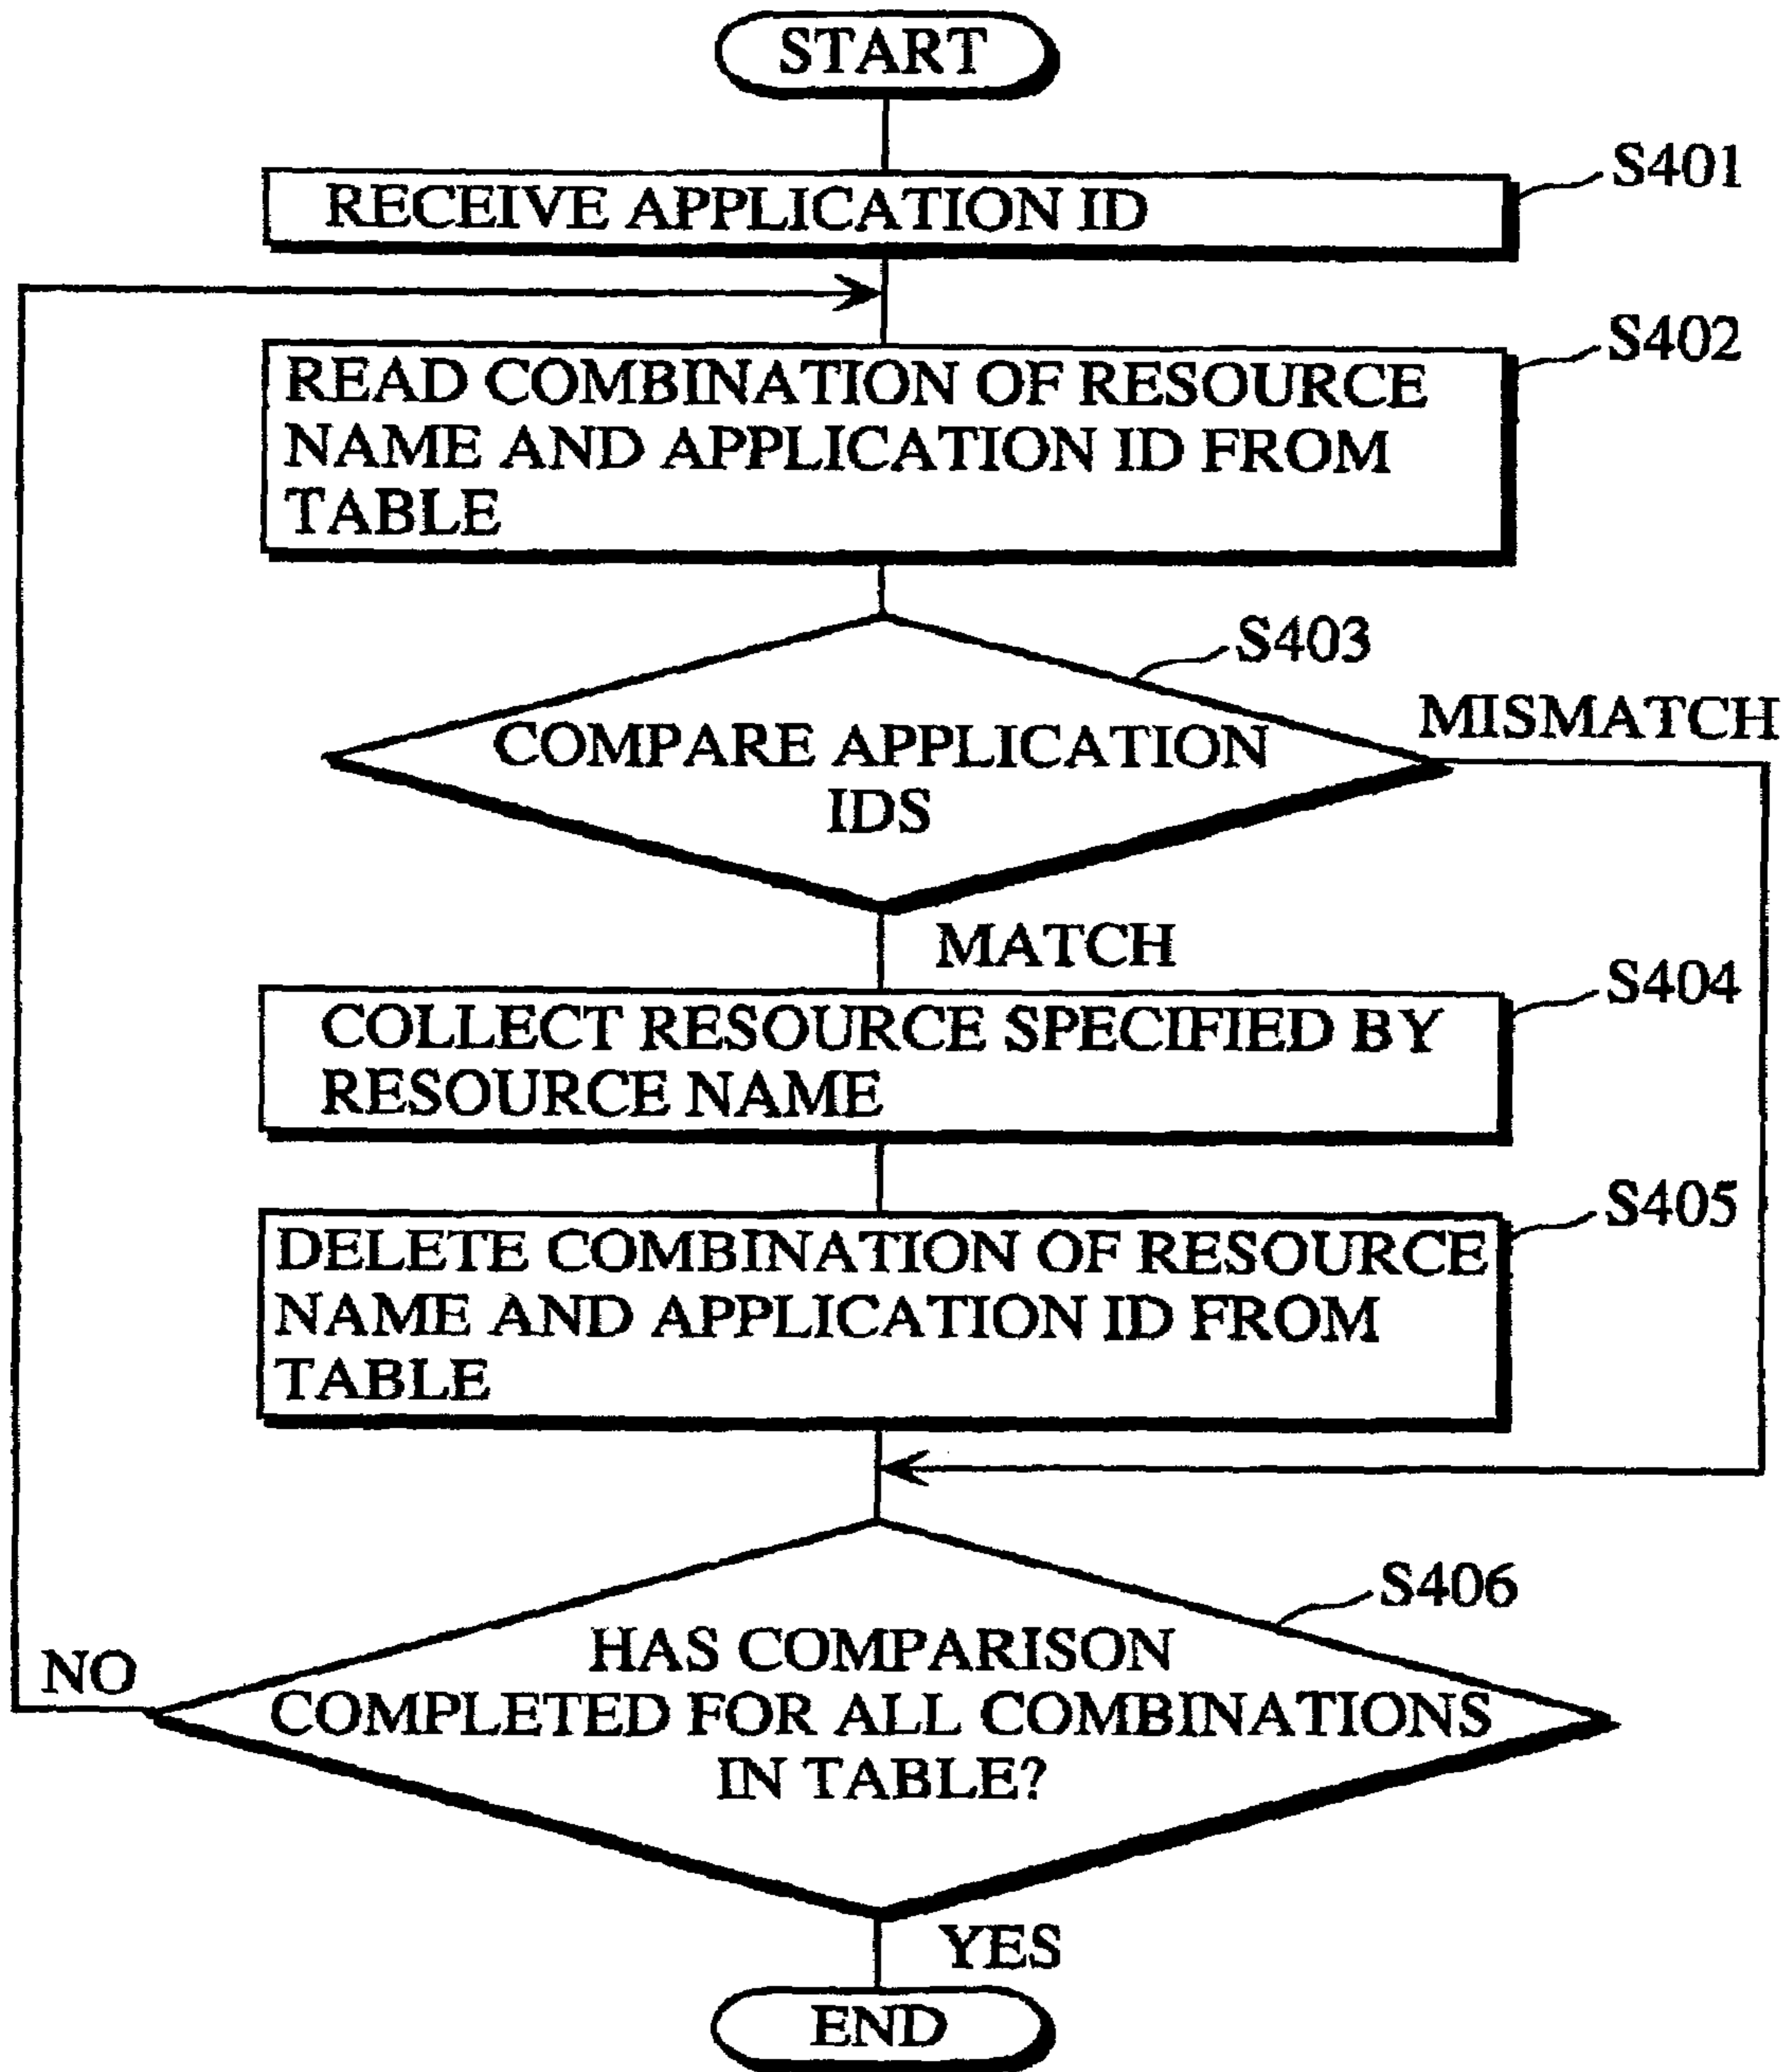 START
RECEIVE APPLICATION ID
S401
READ COMBINATION OF RESOURCE
NAME AND APPLICATION ID FROM
TABLE
S402
COMPARE APPLICATION
IDS
S403
MISMATCH
MATCH
COLLECT RESOURCE SPECIFIED BY
RESOURCE NAME
S404
DELETE COMBINATION OF RESOURCE
NAME AND APPLICATION ID FROM
TABLE
S405
HAS COMPARISON
COMPLETED FOR ALL COMBINATIONS
IN TABLE?
S406
NO
YES
END